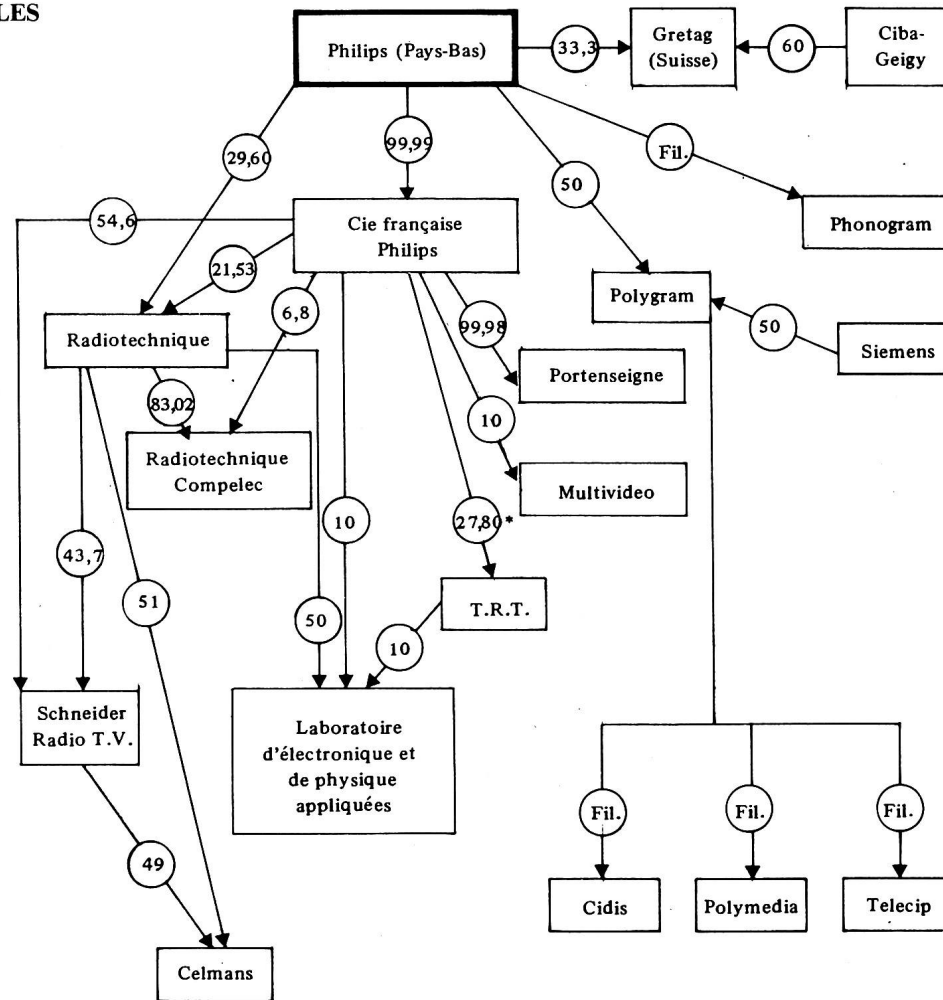 LES
Philips (Pays-Bas)
33,3
Gretag
(Suisse)
60
Ciba-
Geigy
29,60
99,99
50
Fil.
54,6
Cie française
Philips
Phonogram
21,53
6,8
Polygram
Radiotechnique
99,98
50
Siemens
Portenseigne
83,02
10
Radiotechnique
Compelec
Multivideo
43,7
10
27,80*
51
50
T.R.T.
10
Schneider
Radio T.V.
Laboratoire
d'électronique et
de physique
appliquées
Fil.
Fil.
Fil.
49
Cidis
Polymedia
Telecip
Celmans